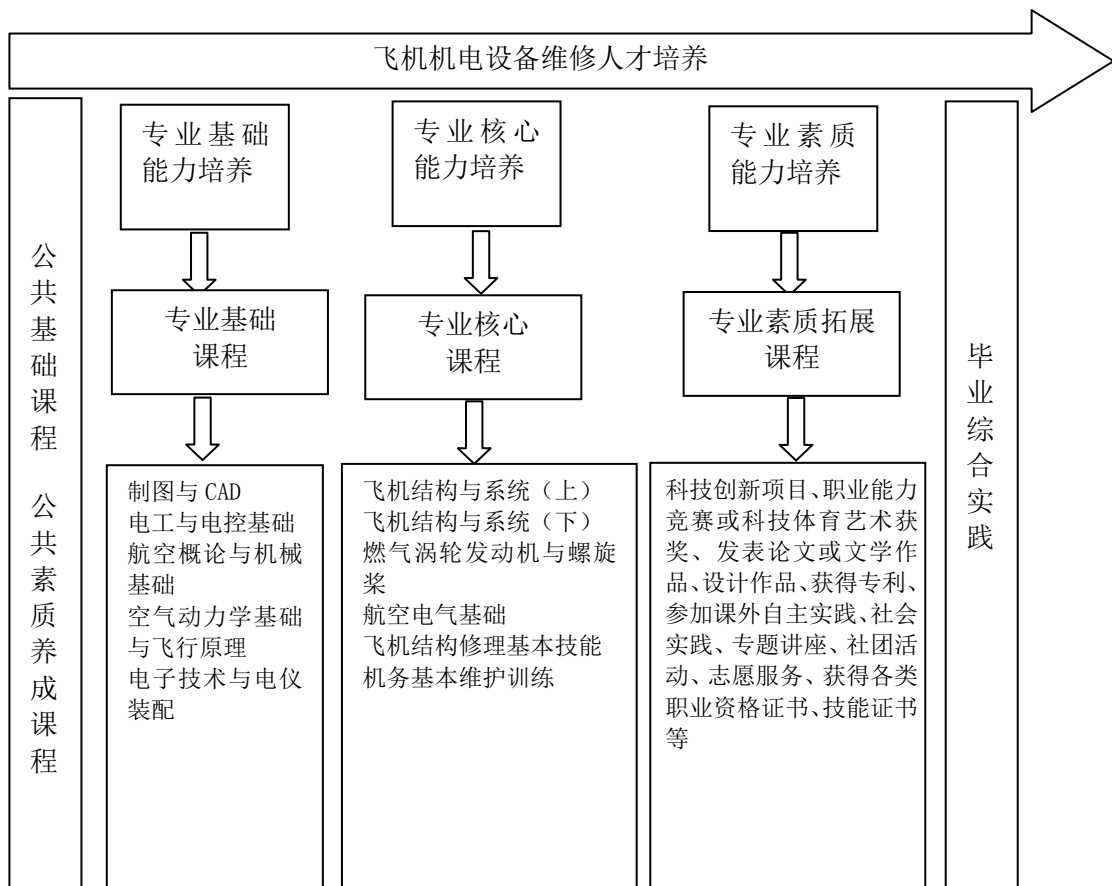 飞机机电设备维修人才培养
公共基础课程 公共素质养成课程
专业基础
能力培养
专业基础
课程
制图与 CAD
电工与电控基础
航空概论与机械
基础
空气动力学基础
与飞行原理
电子技术与电仪
装配
专业核心
能力培养
专业核心
课程
飞机结构与系统（上）
飞机结构与系统（下）
燃气涡轮发动机与螺旋
桨
航空电气基础
飞机结构修理基本技能
机务基本维护训练
专业素质
能力培养
专业素质拓展
课程
科技创新项目、职业能力
竞赛或科技体育艺术获
奖、发表论文或文学作
品、设计作品、获得专利、
参加课外自主实践、社会
实践、专题讲座、社团活
动、志愿服务、获得各类
职业资格证书、技能证书
等
毕业综合实践